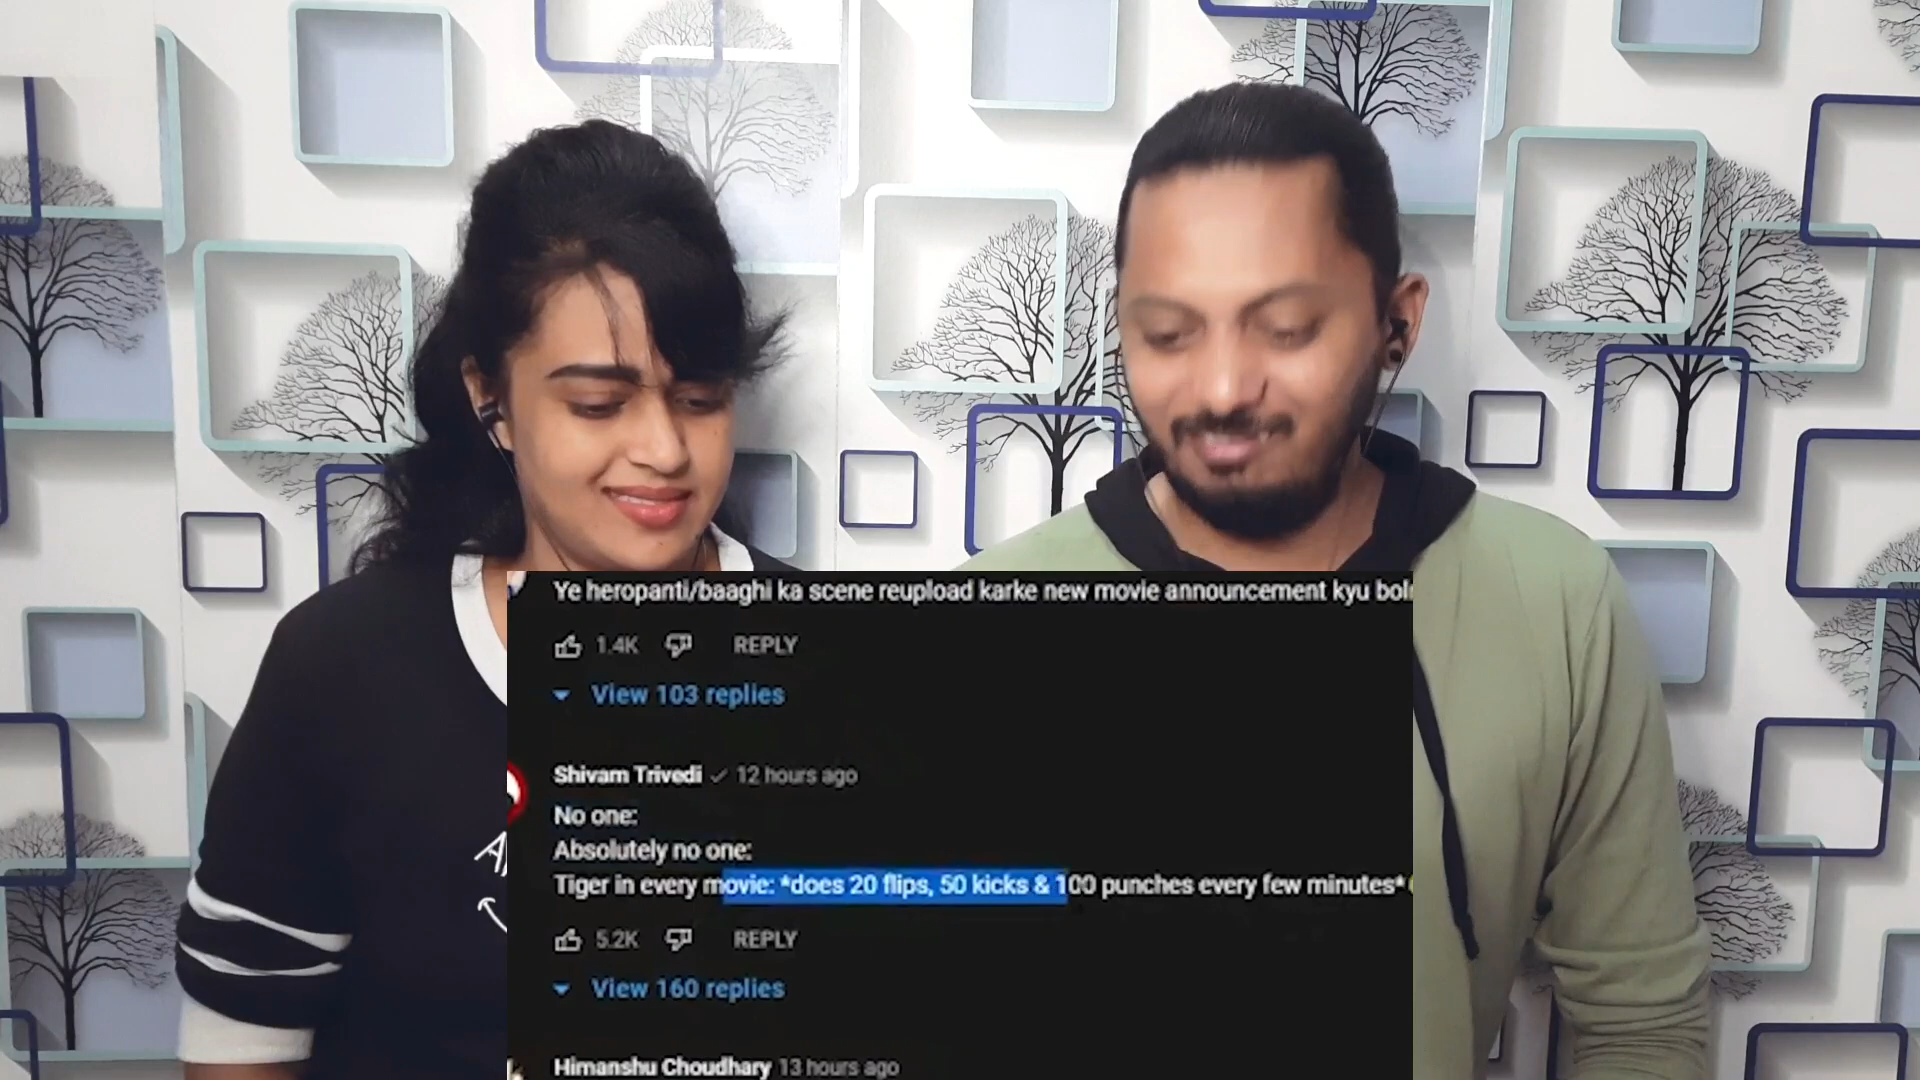 Ye heropanti/baaghi ka scene reupload karke new movie announcement kyu
1.4K REPLY
View 103 replies
Shivam Trivedi 12 hours ago
No one:
Absolutely no one:
Tiger in every movie: *does 20 flips, 50 kicks & 100 punches every few minutes*
5.2K REPLY
View 160 replies
Himanshu Choudhary 13 hours ago